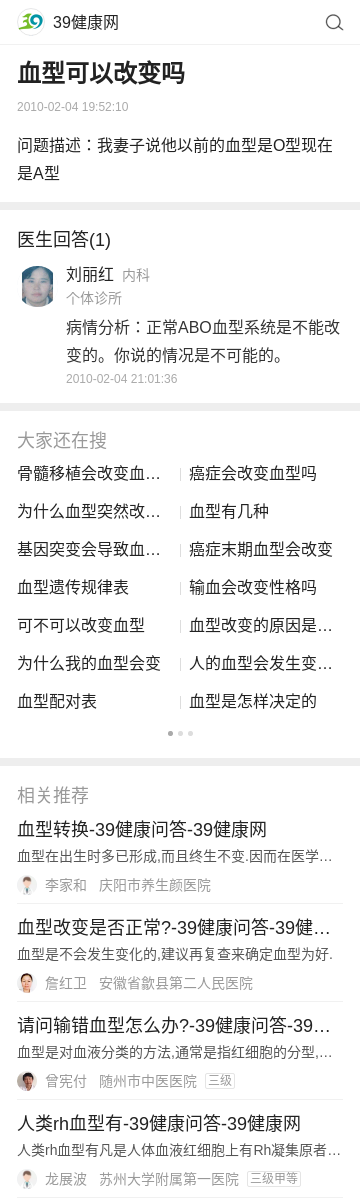 39健康网
血型可以改变吗
2010-02-04 19:52:10
问题描述：我妻子说他以前的血型是O型现在
是A型
医生回答(1)
刘丽红 内科
个体诊所
病情分析：正常ABO血型系统是不能改
变的。你说的情况是不可能的。
2010-02-04 21:01:36
大家还在搜
骨髓移植会改变血… 癌症会改变血型吗
为什么血型突然改… 血型有几种
基因突变会导致血… 癌症末期血型会改变
血型遗传规律表 输血会改变性格吗
可不可以改变血型 血型改变的原因是…
为什么我的血型会变 人的血型会发生变…
血型配对表 血型是怎样决定的
相关推荐
血型转换-39健康问答-39健康网
血型在出生时多已形成,而且终生不变.因而在医学…
李家和 庆阳市养生颜医院
血型改变是否正常?-39健康问答-39健…
血型是不会发生变化的,建议再复查来确定血型为好.
詹红卫 安徽省歙县第二人民医院
请问输错血型怎么办?-39健康问答-39…
血型是对血液分类的方法,通常是指红细胞的分型,…
曾宪付 随州市中医医院 三级
人类rh血型有-39健康问答-39健康网
人类rh血型有凡是人体血液红细胞上有Rh凝集原者…
龙展波 苏州大学附属第一医院 三级甲等